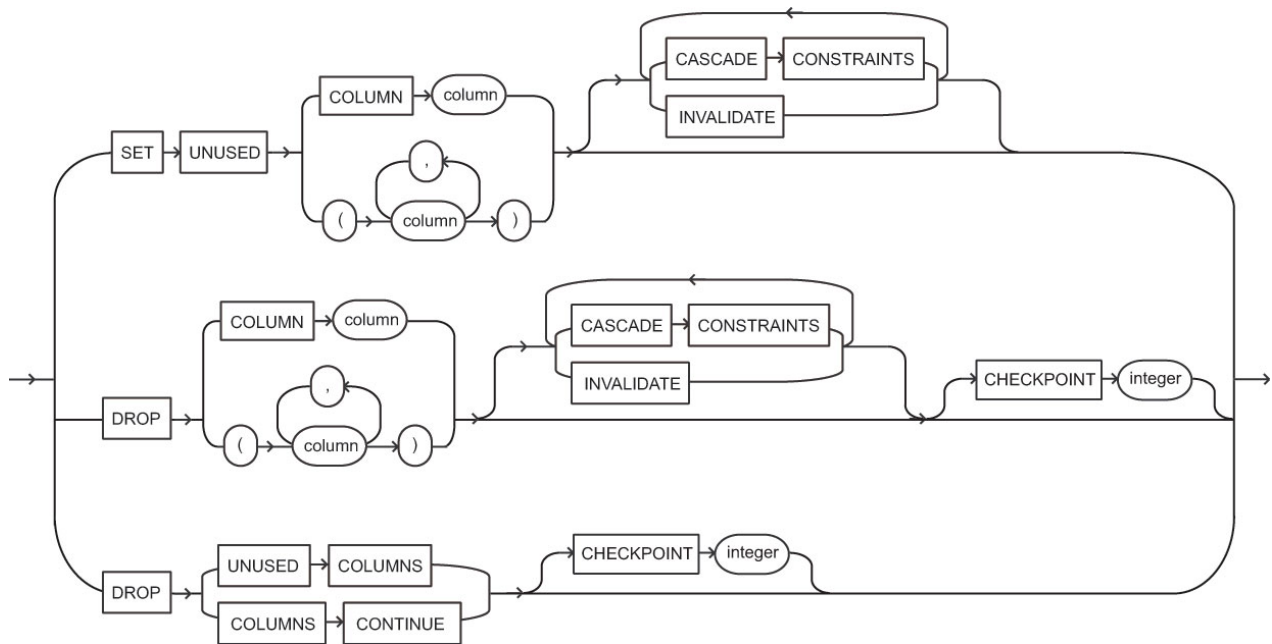 CASCADE CONSTRAINTS
COLUMN column
INVALIDATE
SET UNUSED
,
( column )
COLUMN column
CASCADE CONSTRAINTS
INVALIDATE
CHECKPOINT integer
,
DROP
( column )
CHECKPOINT integer
UNUSED COLUMNS
DROP
COLUMNS CONTINUE